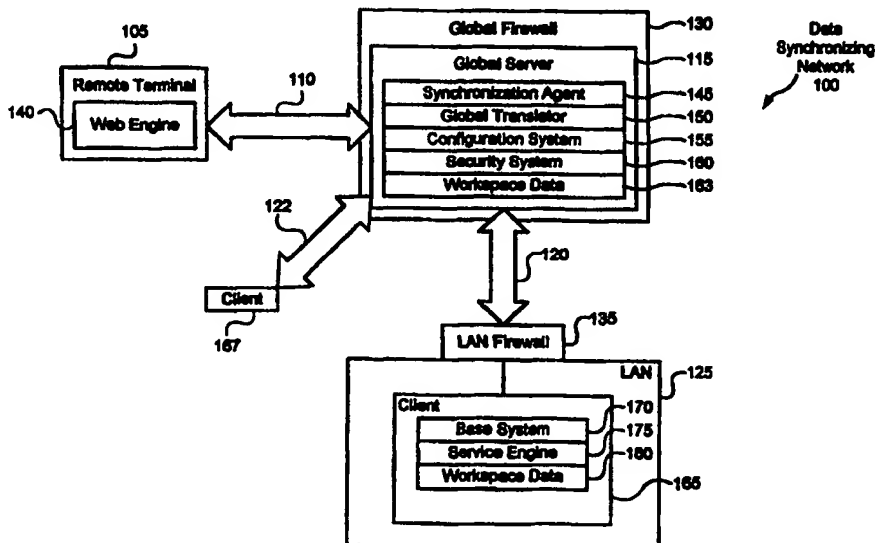 Data
Synchronizing
Network
100
105
Remote Terminal
140
Web Engine
110
Global Firewall
130
Global Server
115
Synchronization Agent
145
Global Translator
150
Configuration System
155
Security System
160
Workspace Data
163
122
Client
167
120
LAN Firewall
135
LAN
125
Client
Base System
170
Service Engine
175
Workspace Data
180
165